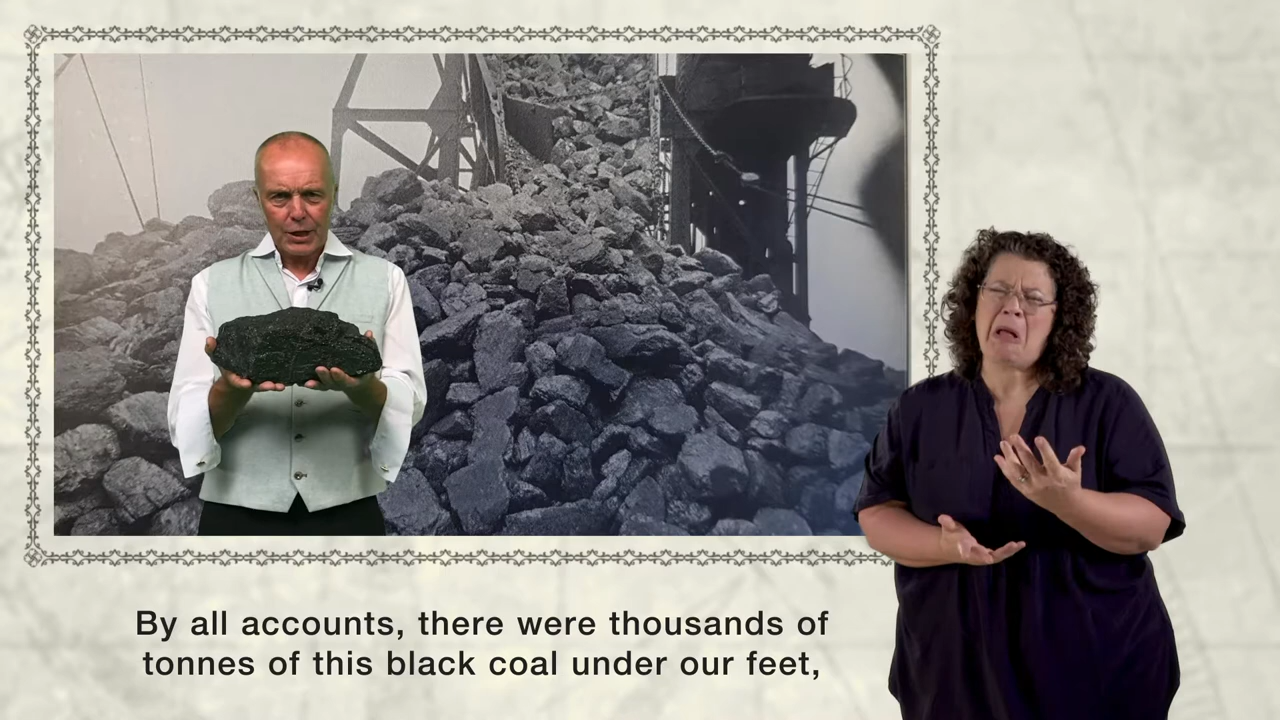 By all accounts, there were thousands of
tonnes of this black coal under our feet,